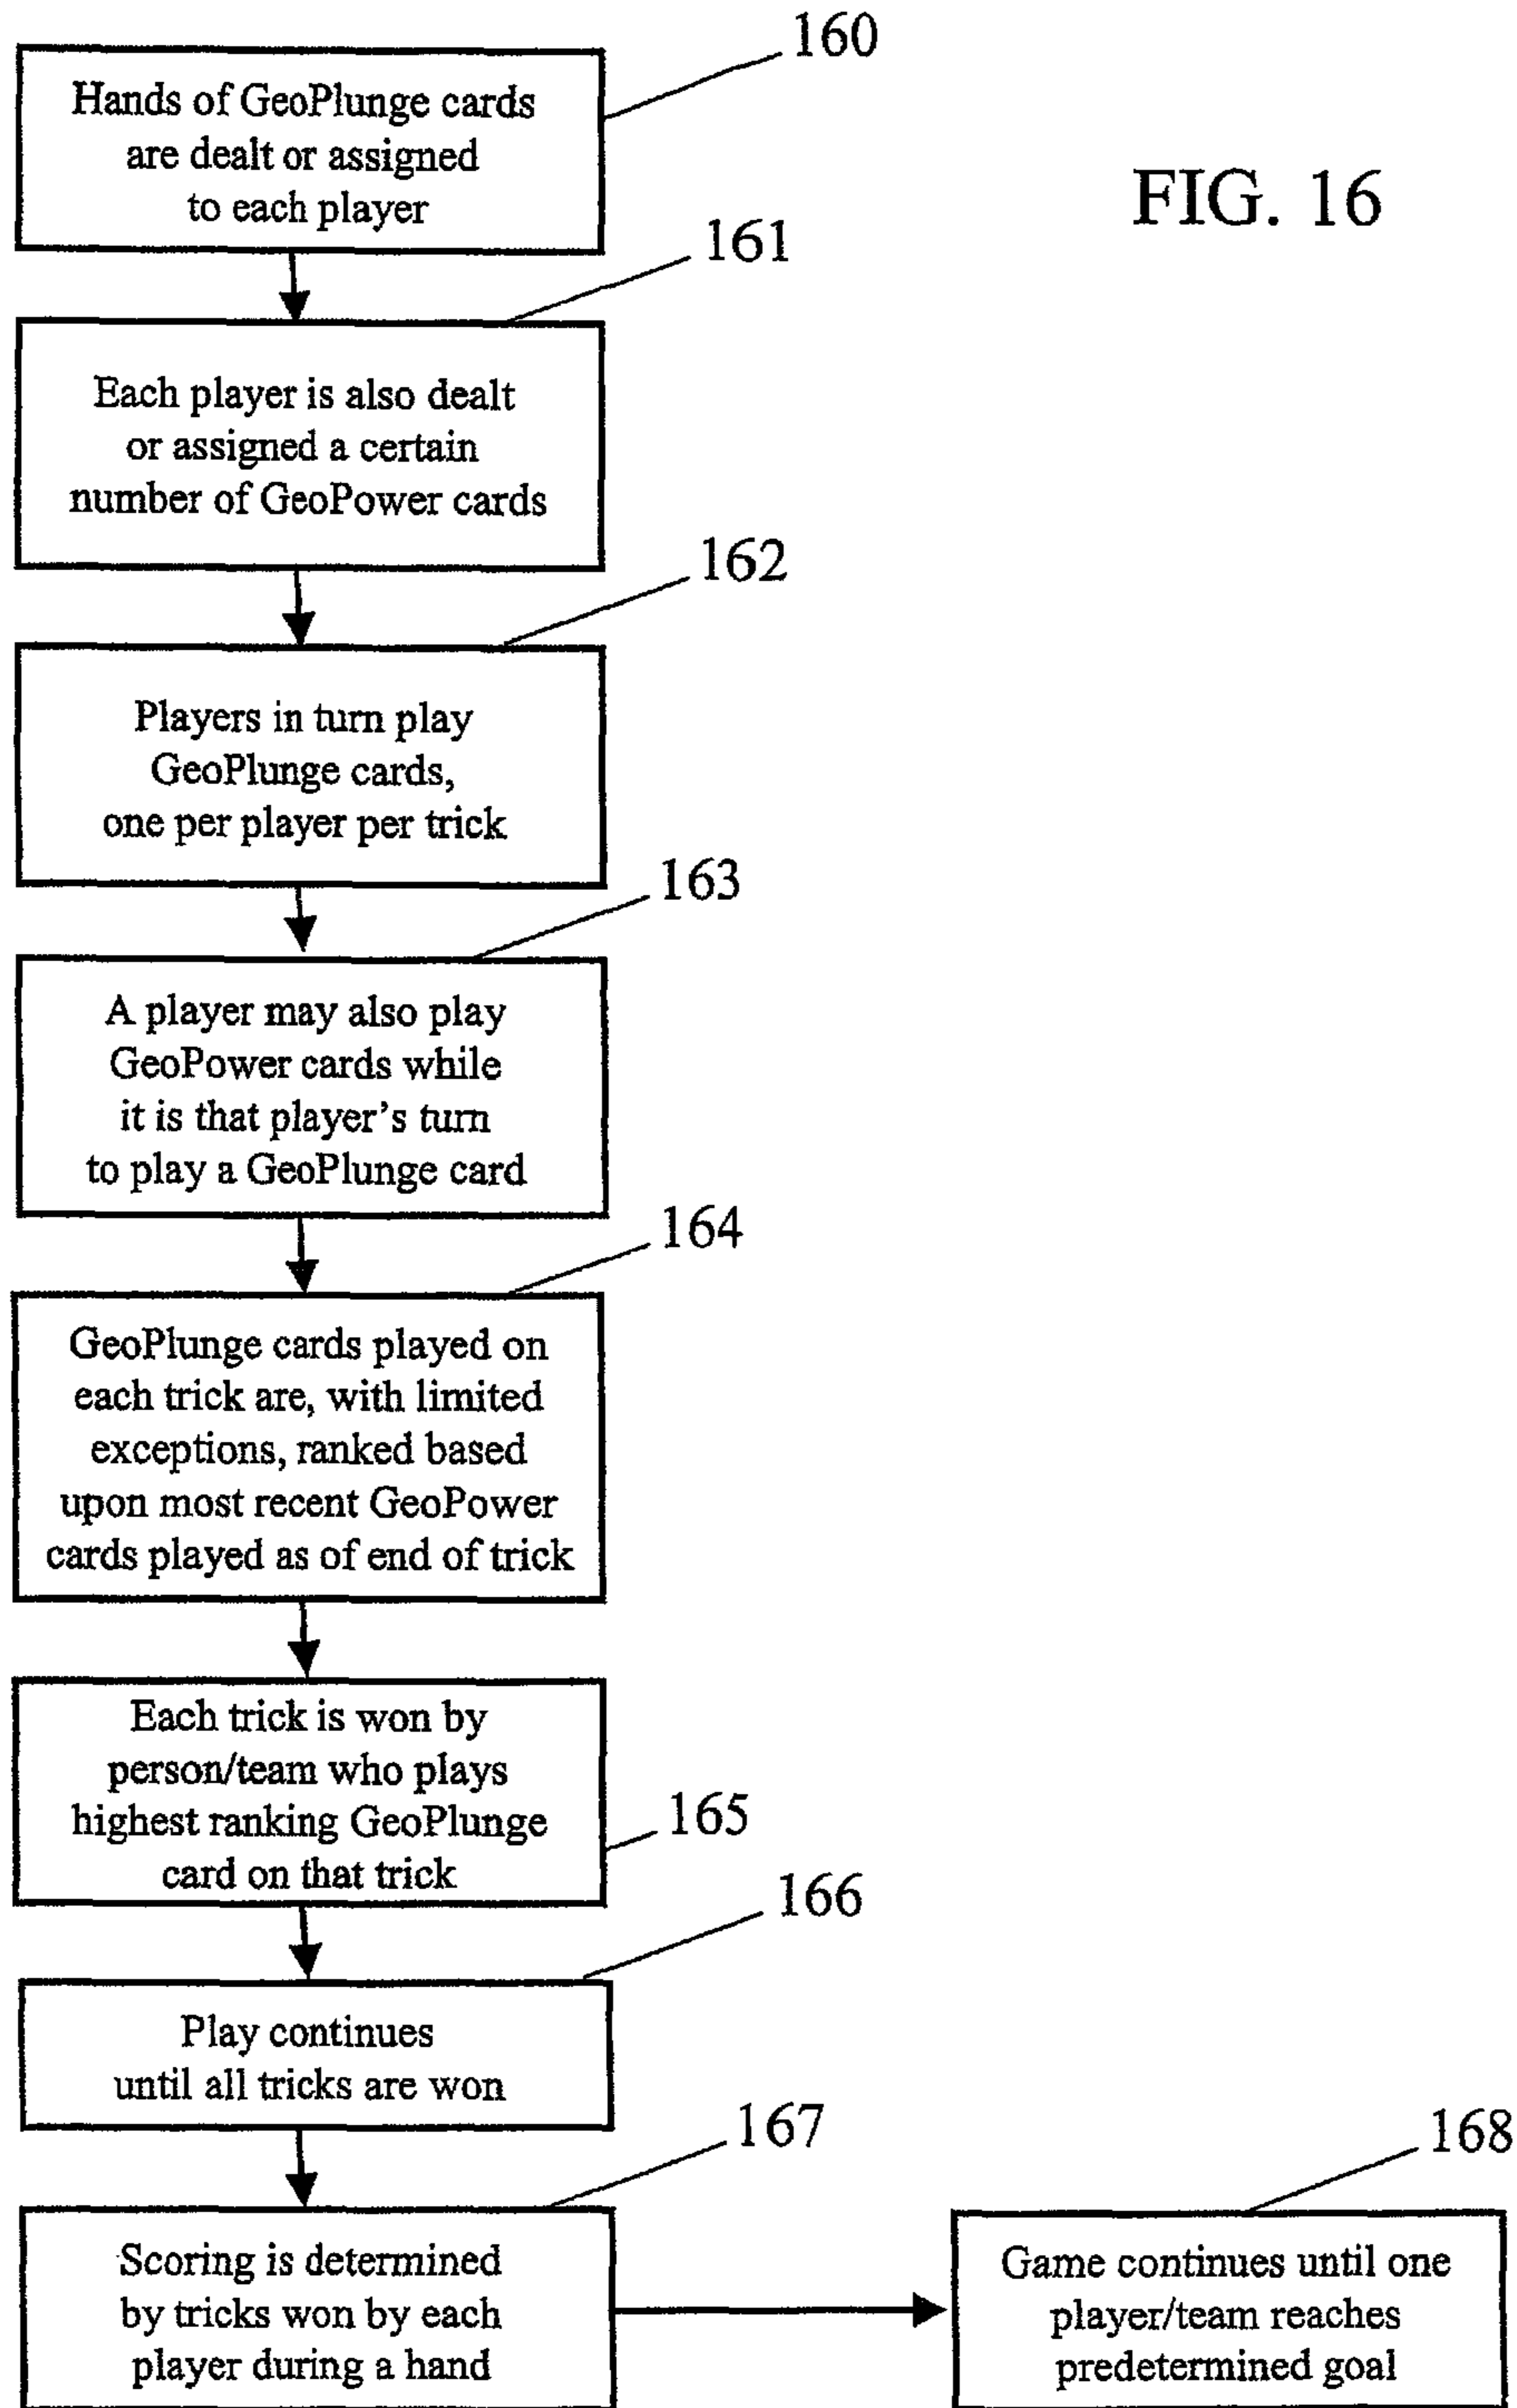 160
Hands of GeoPlunge cards
are dealt or assigned
to each player
FIG. 16
161
Each player is also dealt
or assigned a certain
number of GeoPower cards
162
Players in turn play
GeoPlunge cards,
one per player per trick
163
A player may also play
GeoPower cards while
it is that player’s turn
to play a GeoPlunge card
164
GeoPlunge cards played on
each trick are, with limited
exceptions, ranked based
upon most recent GeoPower
cards played as of end of trick
165
Each trick is won by
person/team who plays
highest ranking GeoPlunge
card on that trick
166
Play continues
until all tricks are won
167
Scoring is determined
by tricks won by each
player during a hand
168
Game continues until one
player/team reaches
predetermined goal